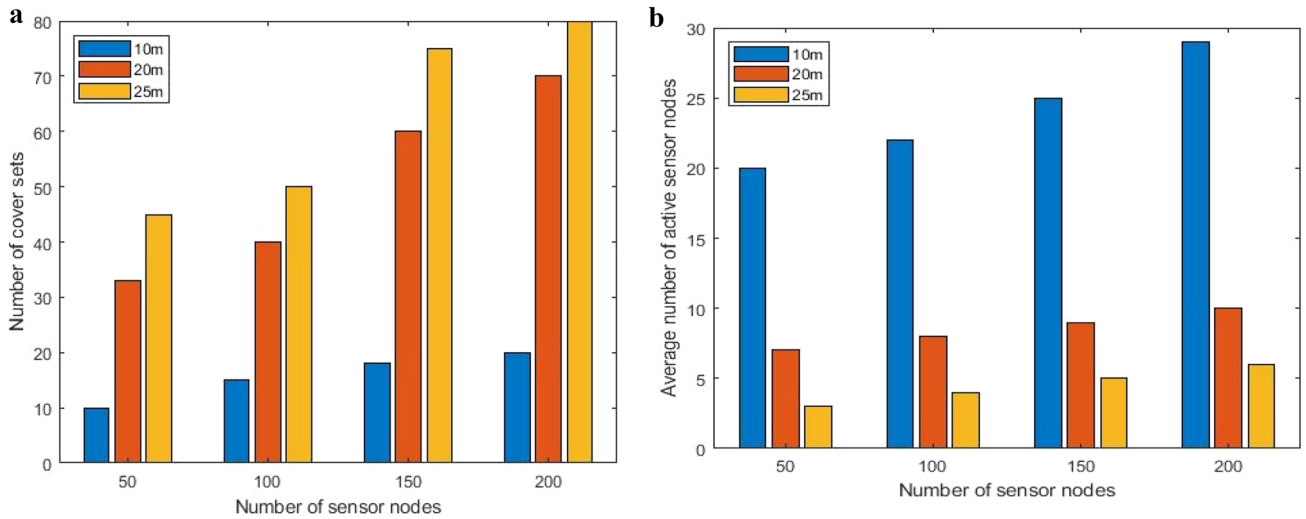 a
Number of cover sets
80
70
60
50
40
30
20
10
0
10m
20m
25m
50 100 150 200
Number of sensor nodes
b
Average number of active sensor nodes
30
25
20
15
10
5
0
10m
20m
25m
50 100 150 200
Number of sensor nodes